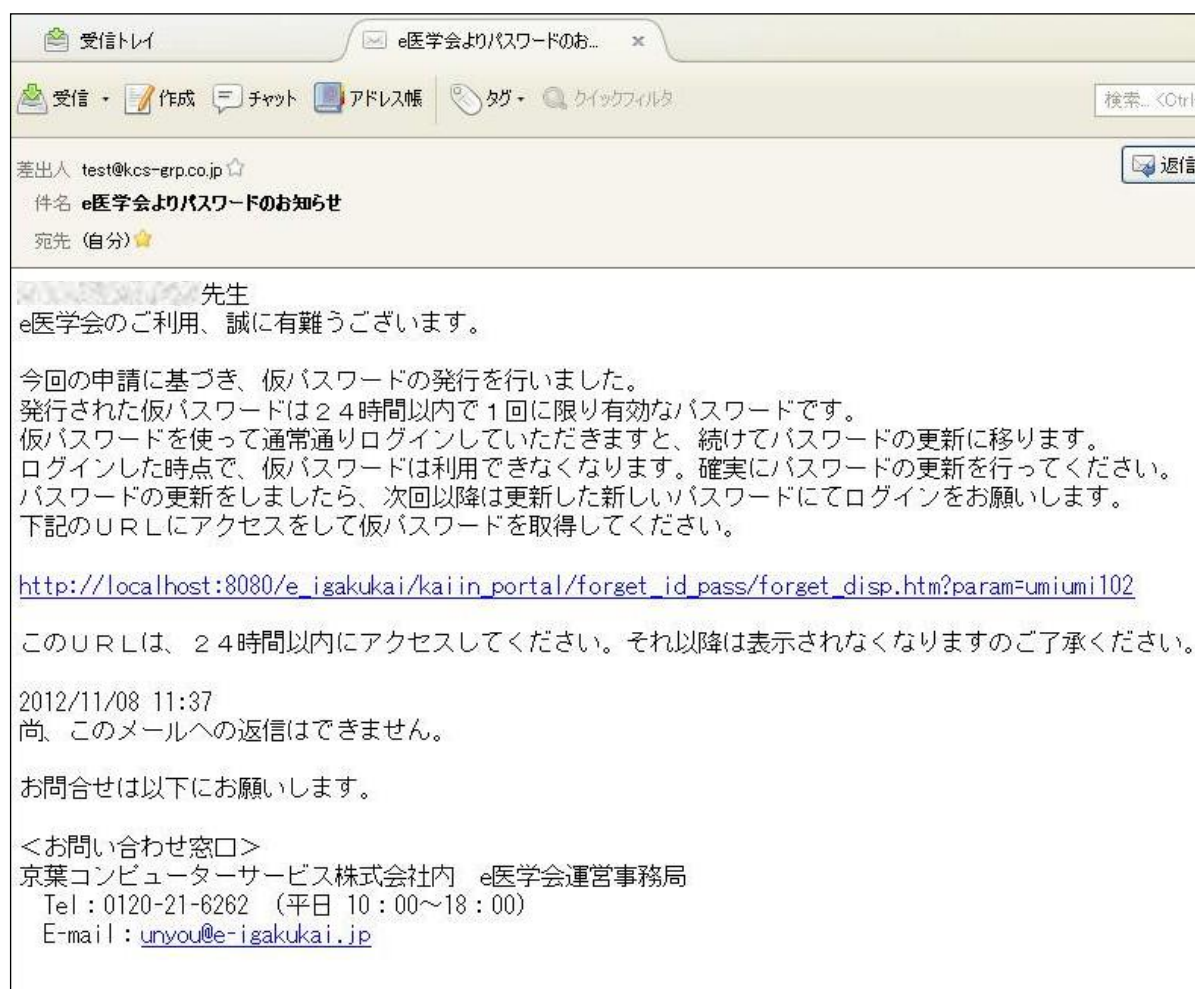 受信トレイ
e医学会よりパスワードのお...
受信
作成
チャット
アドレス帳
タグ
クイックフィルタ
検索... <Ctrl
差出人 test@kcs-grp.co.jp
返信
件名 e医学会よりパスワードのお知らせ
宛先 (自分)
先生
e医学会のご利用、誠に有難うございます。
今回の申請に基づき、仮パスワードの発行を行いました。
発行された仮パスワードは２４時間以内で１回に限り有効なパスワードです。
仮パスワードを使って通常通りログインしていただきますと、続けてパスワードの更新に移ります。
ログインした時点で、仮パスワードは利用できなくなります。確実にパスワードの更新を行ってください。
パスワードの更新をしましたら、次回以降は更新した新しいパスワードにてログインをお願いします。
下記のＵＲＬにアクセスをして仮パスワードを取得してください。
http://localhost:8080/e_igakukai/kaiin_portal/forget_id_pass/forget_disp.htm?param=umiumi102
このＵＲＬは、２４時間以内にアクセスしてください。それ以降は表示されなくなりますのご了承ください。
2012/11/08 11:37
尚、このメールへの返信はできません。
お問合せは以下にお願いします。
＜お問い合わせ窓口＞
京葉コンピューターサービス株式会社内　e医学会運営事務局
Tel：0120-21-6262 （平日 10：00～18：00）
E-mail：unyou@e-igakukai.jp